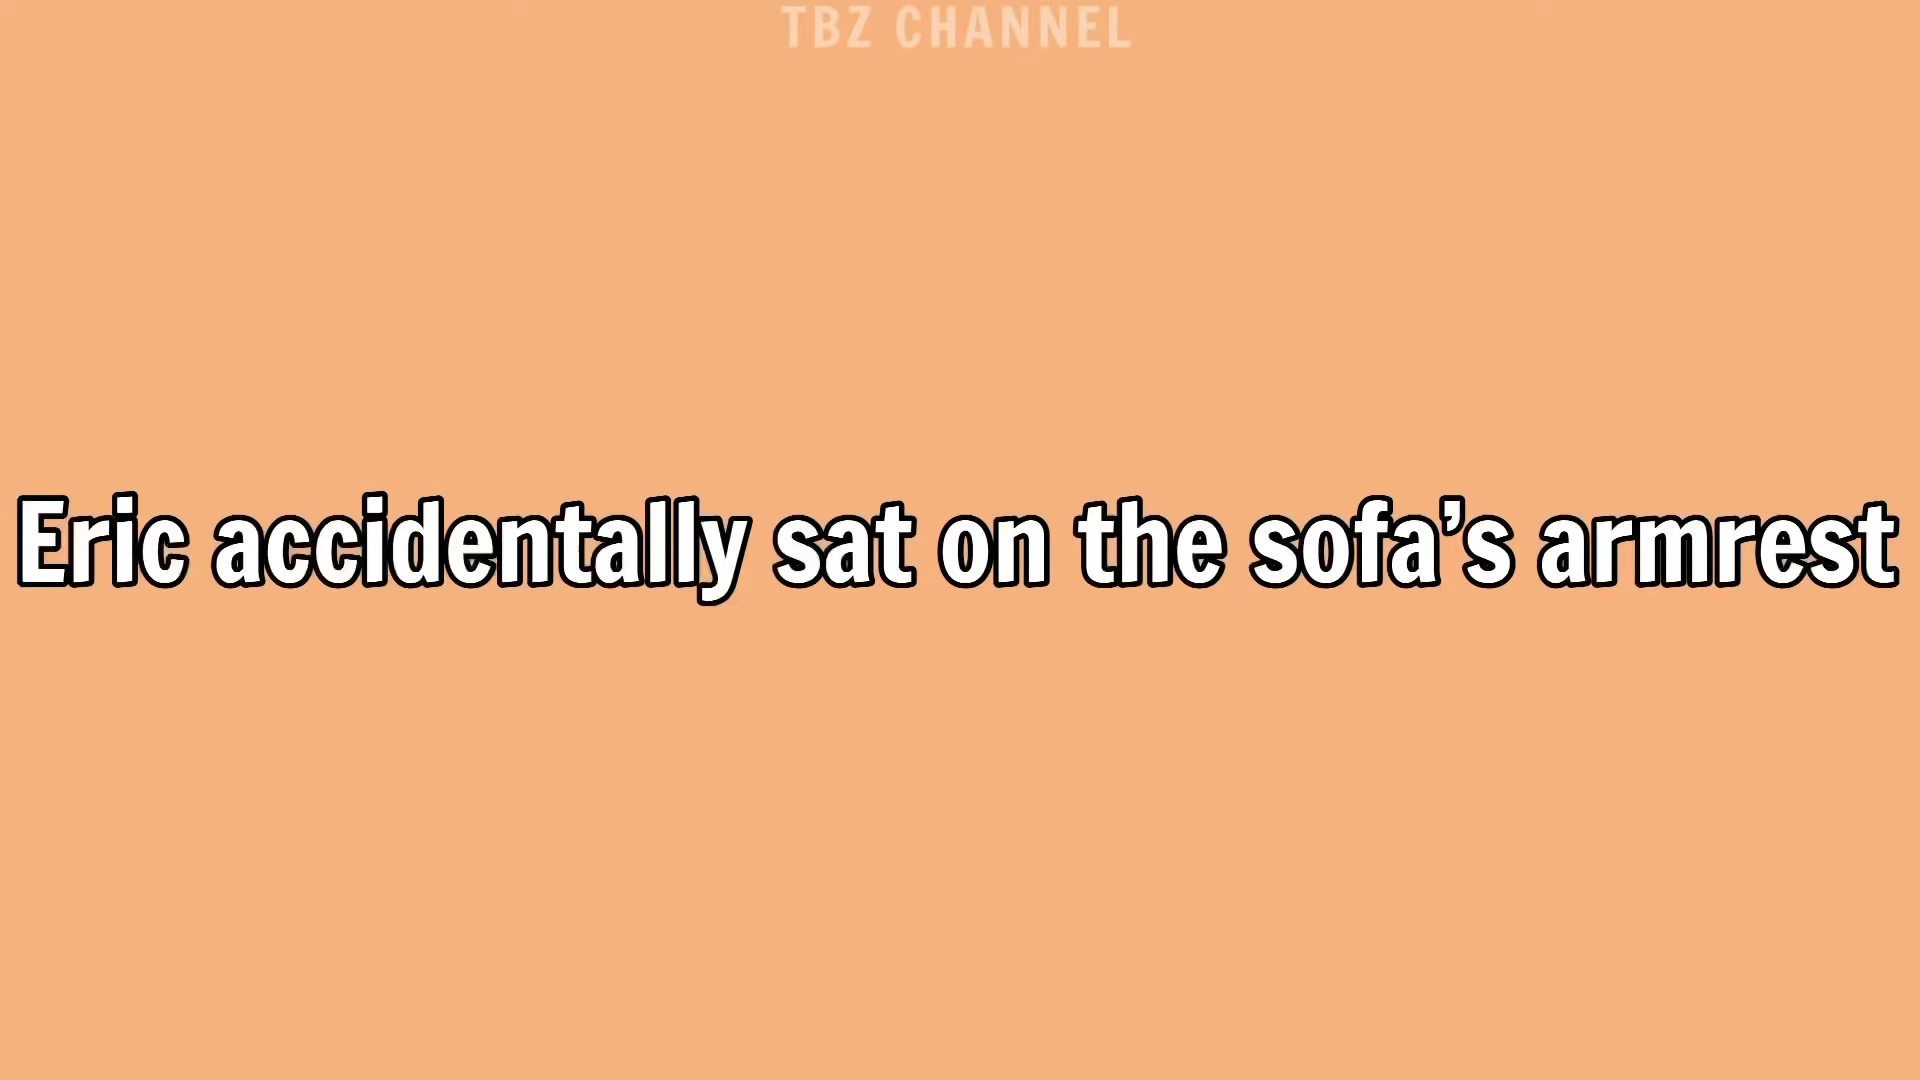 TBZ CHANNEL
Eric accidentally sat on the sofa’s armrest